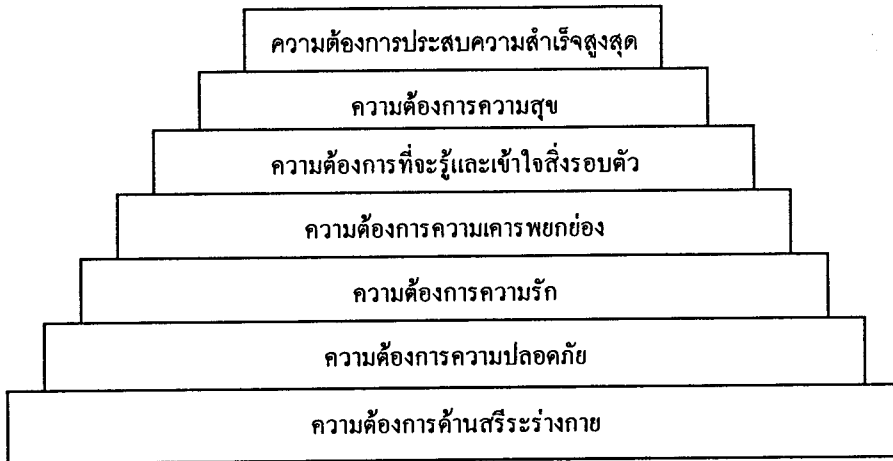 ความต้องการประสบความสำเร็จสูงสุด
ความต้องการความสุข
ความต้องการที่จะรู้และเข้าใจสิ่งรอบตัว
ความต้องการความเคารพยกย่อง
ความต้องการความรัก
ความต้องการความปลอดภัย
ความต้องการด้านสรีระร่างกาย